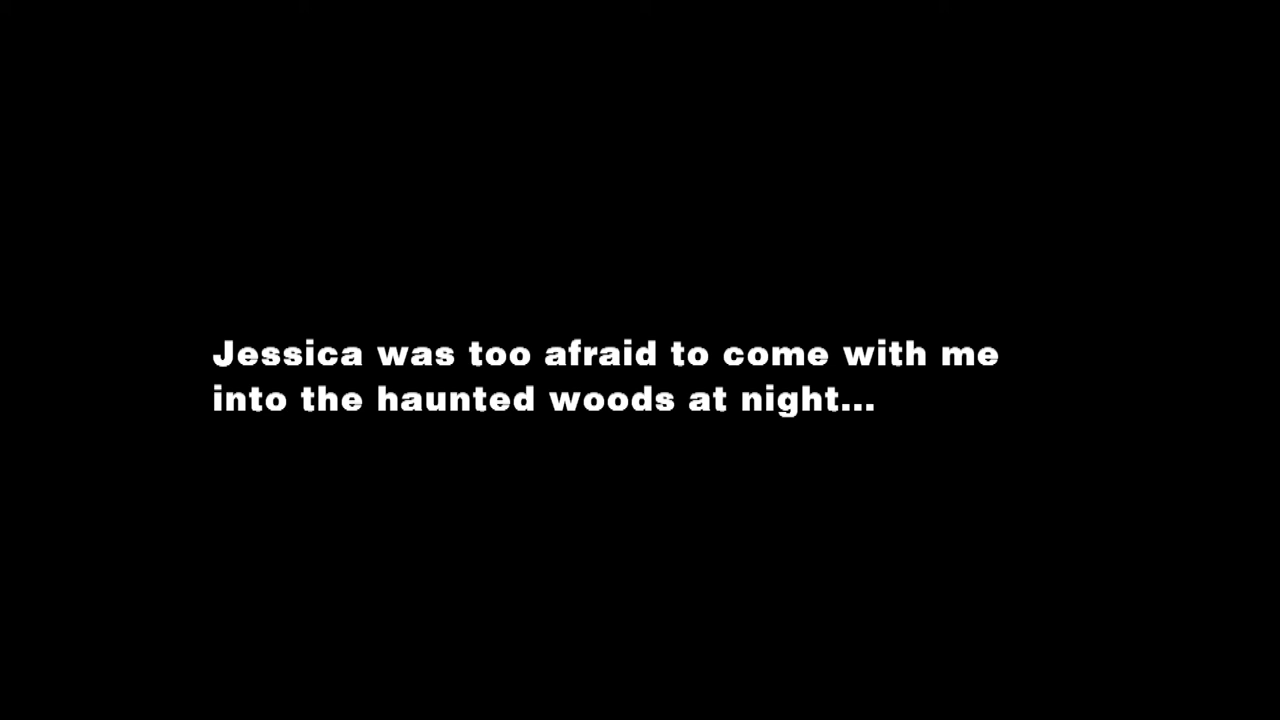 Jessica was too afraid to come with me
into the haunted woods at night...